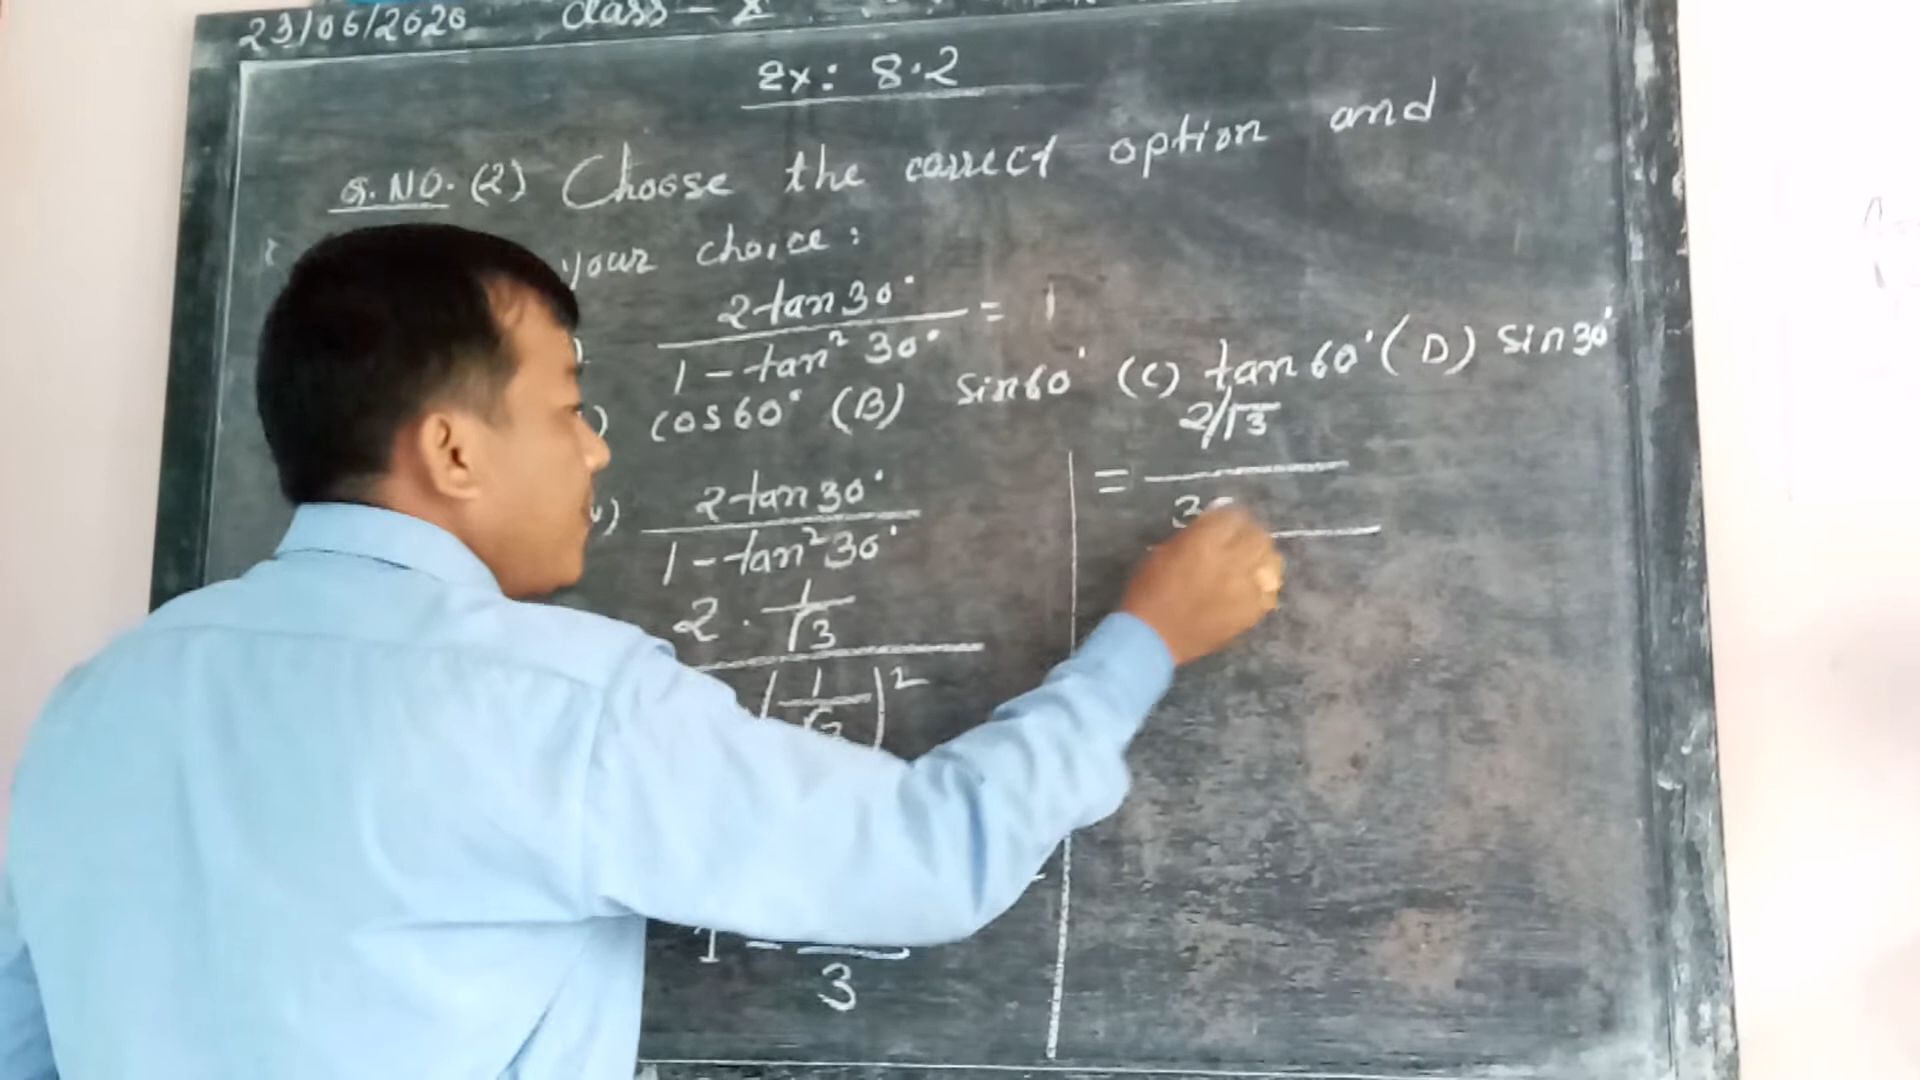 23/06/2020 Class - X
Ex: 8.2
Q.NO. (2) Choose the correct option and
your choice:
2tan30°
1 - tan² 30° = 1
cos60° (B) sin60° (C) tan60° (D) sin30°
2tan30°
1 - tan²30°
2 . 1
√3
1 2
1 -
3
= 2/√3
3